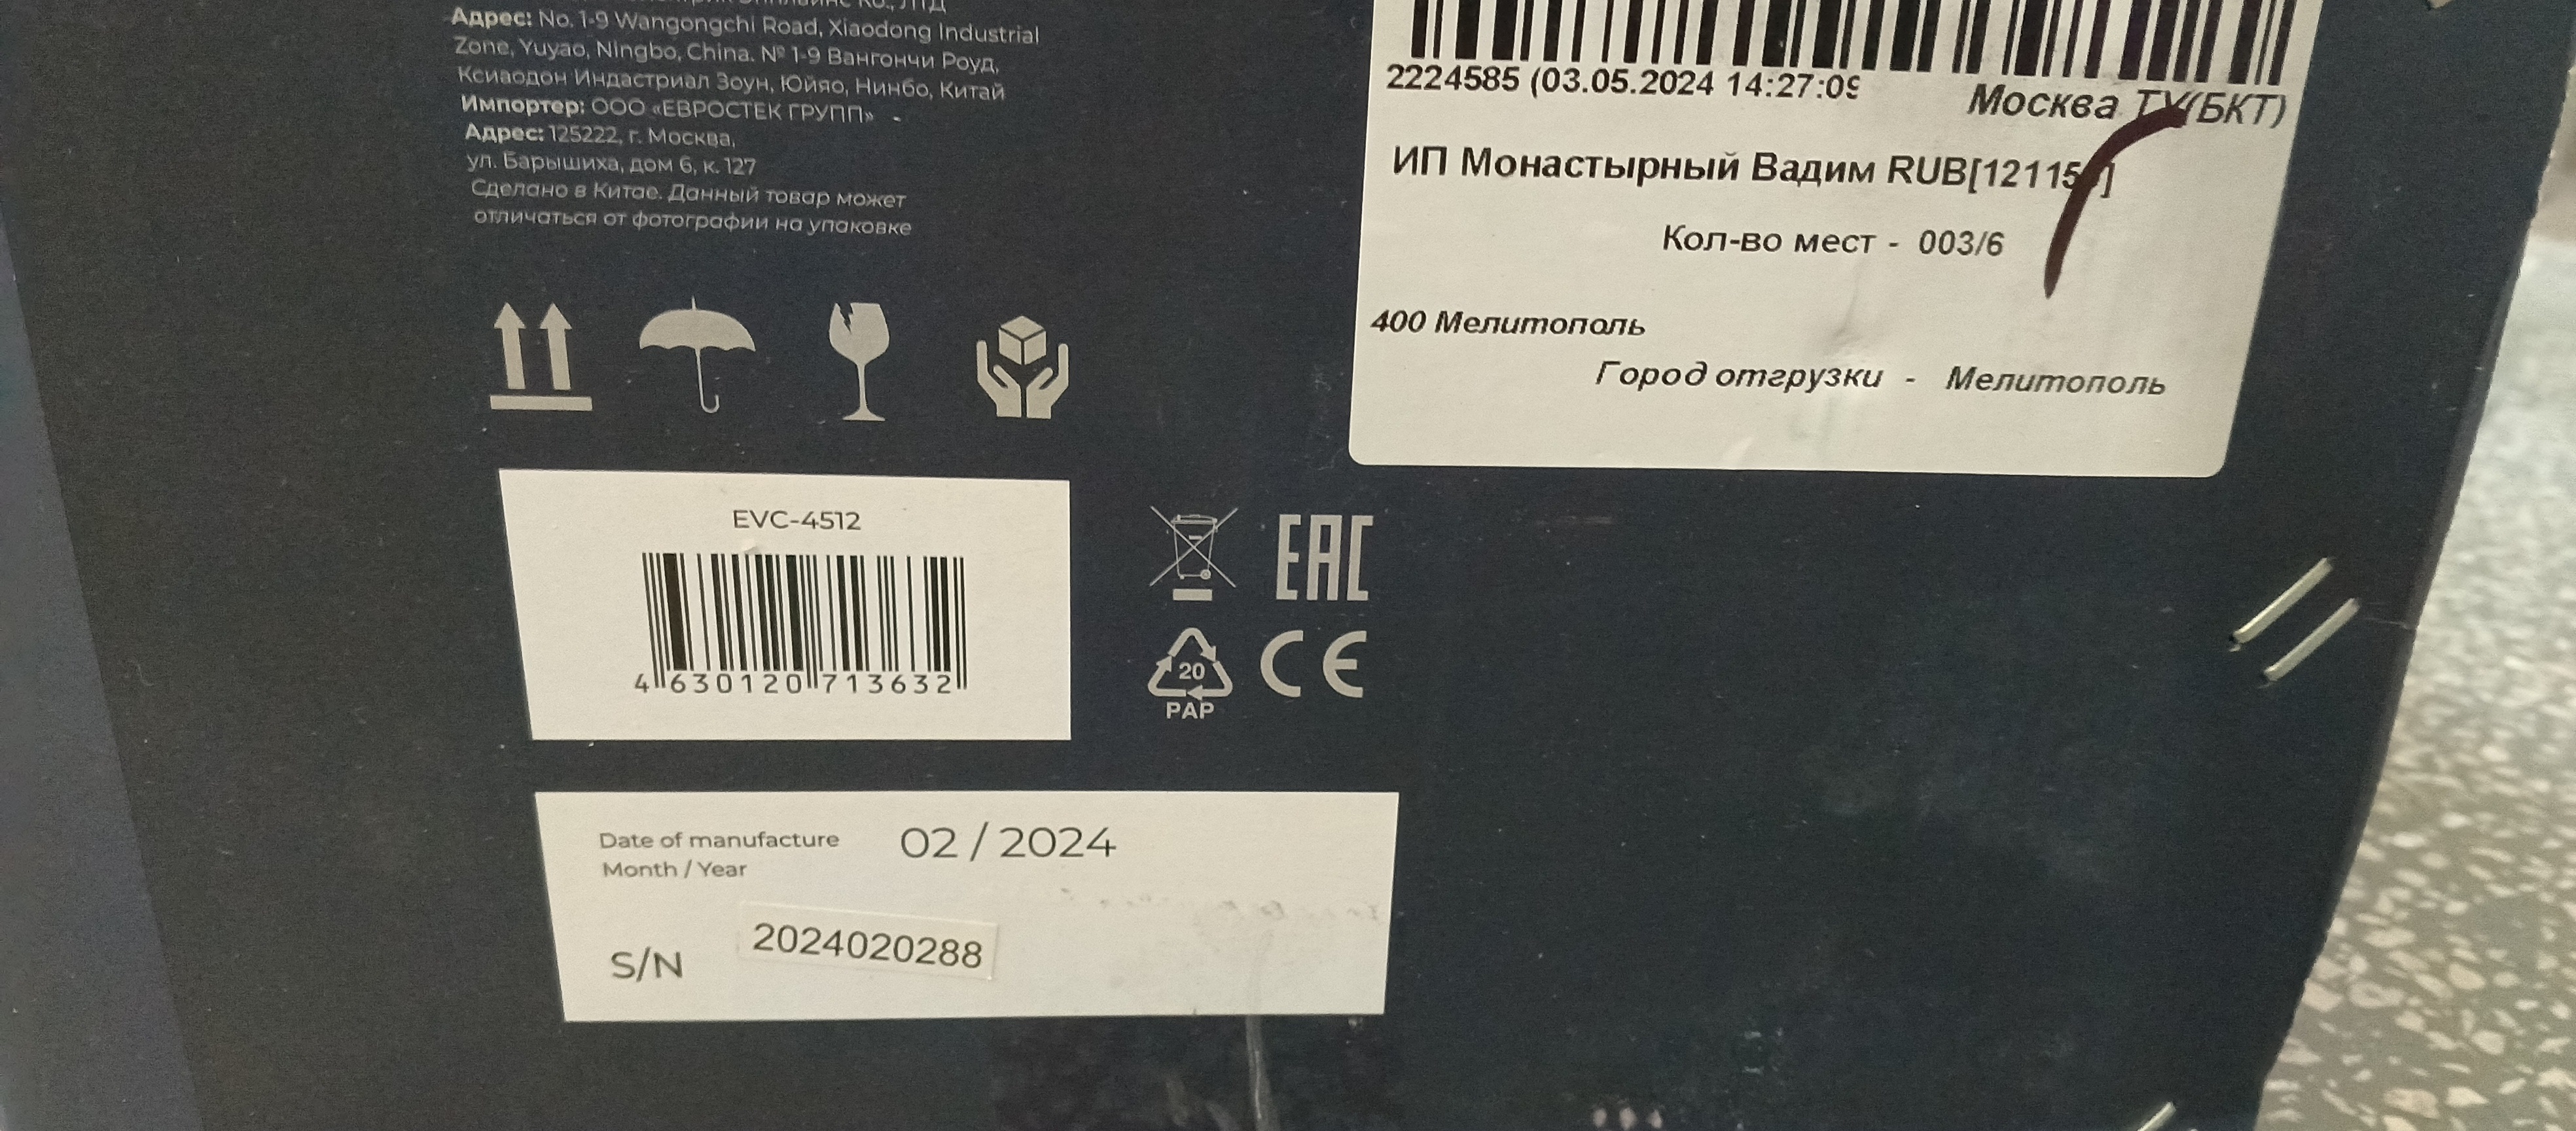 Адрес: No. 1-9 Wangongchi Road, Xiaodong Industrial
Zone, Yuyao, Ningbo, China. № 1-9 Вангончи Роуд,
Ксиаодон Индастриал Зоун, Юйяо, Нинбо, Китай
Импортер: ООО «ЕВРОСТЕК ГРУПП»
Адрес: 125222, г. Москва,
ул. Барышиха, дом 6, к. 127
Сделано в Китае. Данный товар может
отличаться от фотографии на упаковке
2224585 (03.05.2024 14:27:09
Москва ТУ(БКТ)
ИП Монастырный Вадим
Кол-во мест - 003/6
400 Мелитополь
Город отгрузки - Мелитополь
EVC-4512
4 630120 713632
EAC
20
PAP
CE
Date of manufacture 02 / 2024
Month / Year
S/N 2024020288